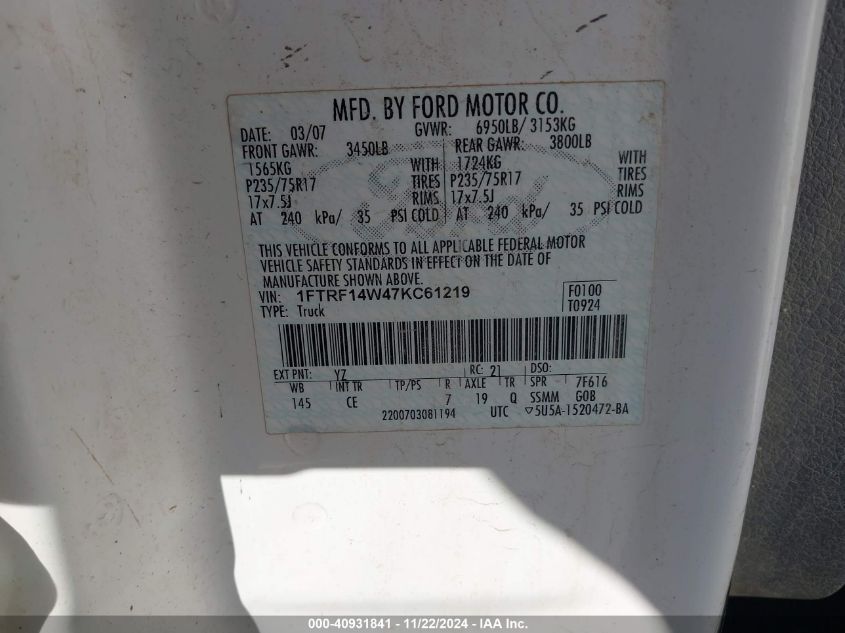 MFD. BY FORD MOTOR CO.
DATE: 03/07 GVWR: 6950LB/ 3153KG
FRONT GAWR: 3450LB REAR GAWR: 3800LB
1565KG WITH 1724KG WITH
P235/75R17 TIRES P235/75R17 TIRES
17x7.5J RIMS 17x7.5J RIMS
AT 240 kPa/ 35 PSI COLD AT 240 kPa/ 35 PSI COLD
THIS VEHICLE CONFORMS TO ALL APPLICABLE FEDERAL MOTOR
VEHICLE SAFETY STANDARDS IN EFFECT ON THE DATE OF
MANUFACTURE SHOWN ABOVE.
VIN: 1FTRF14W47KC61219 F0100
TYPE: Truck T0924
EXT PNT: YZ RC: 21 DSO:
WB INT TR TP/PS R AXLE TR SPR 7F616
145 CE 7 19 Q SSMM GOB
2200703081194 UTC ▽5U5A-1520472-BA
000-40931841 - 11/22/2024 - IAA Inc.